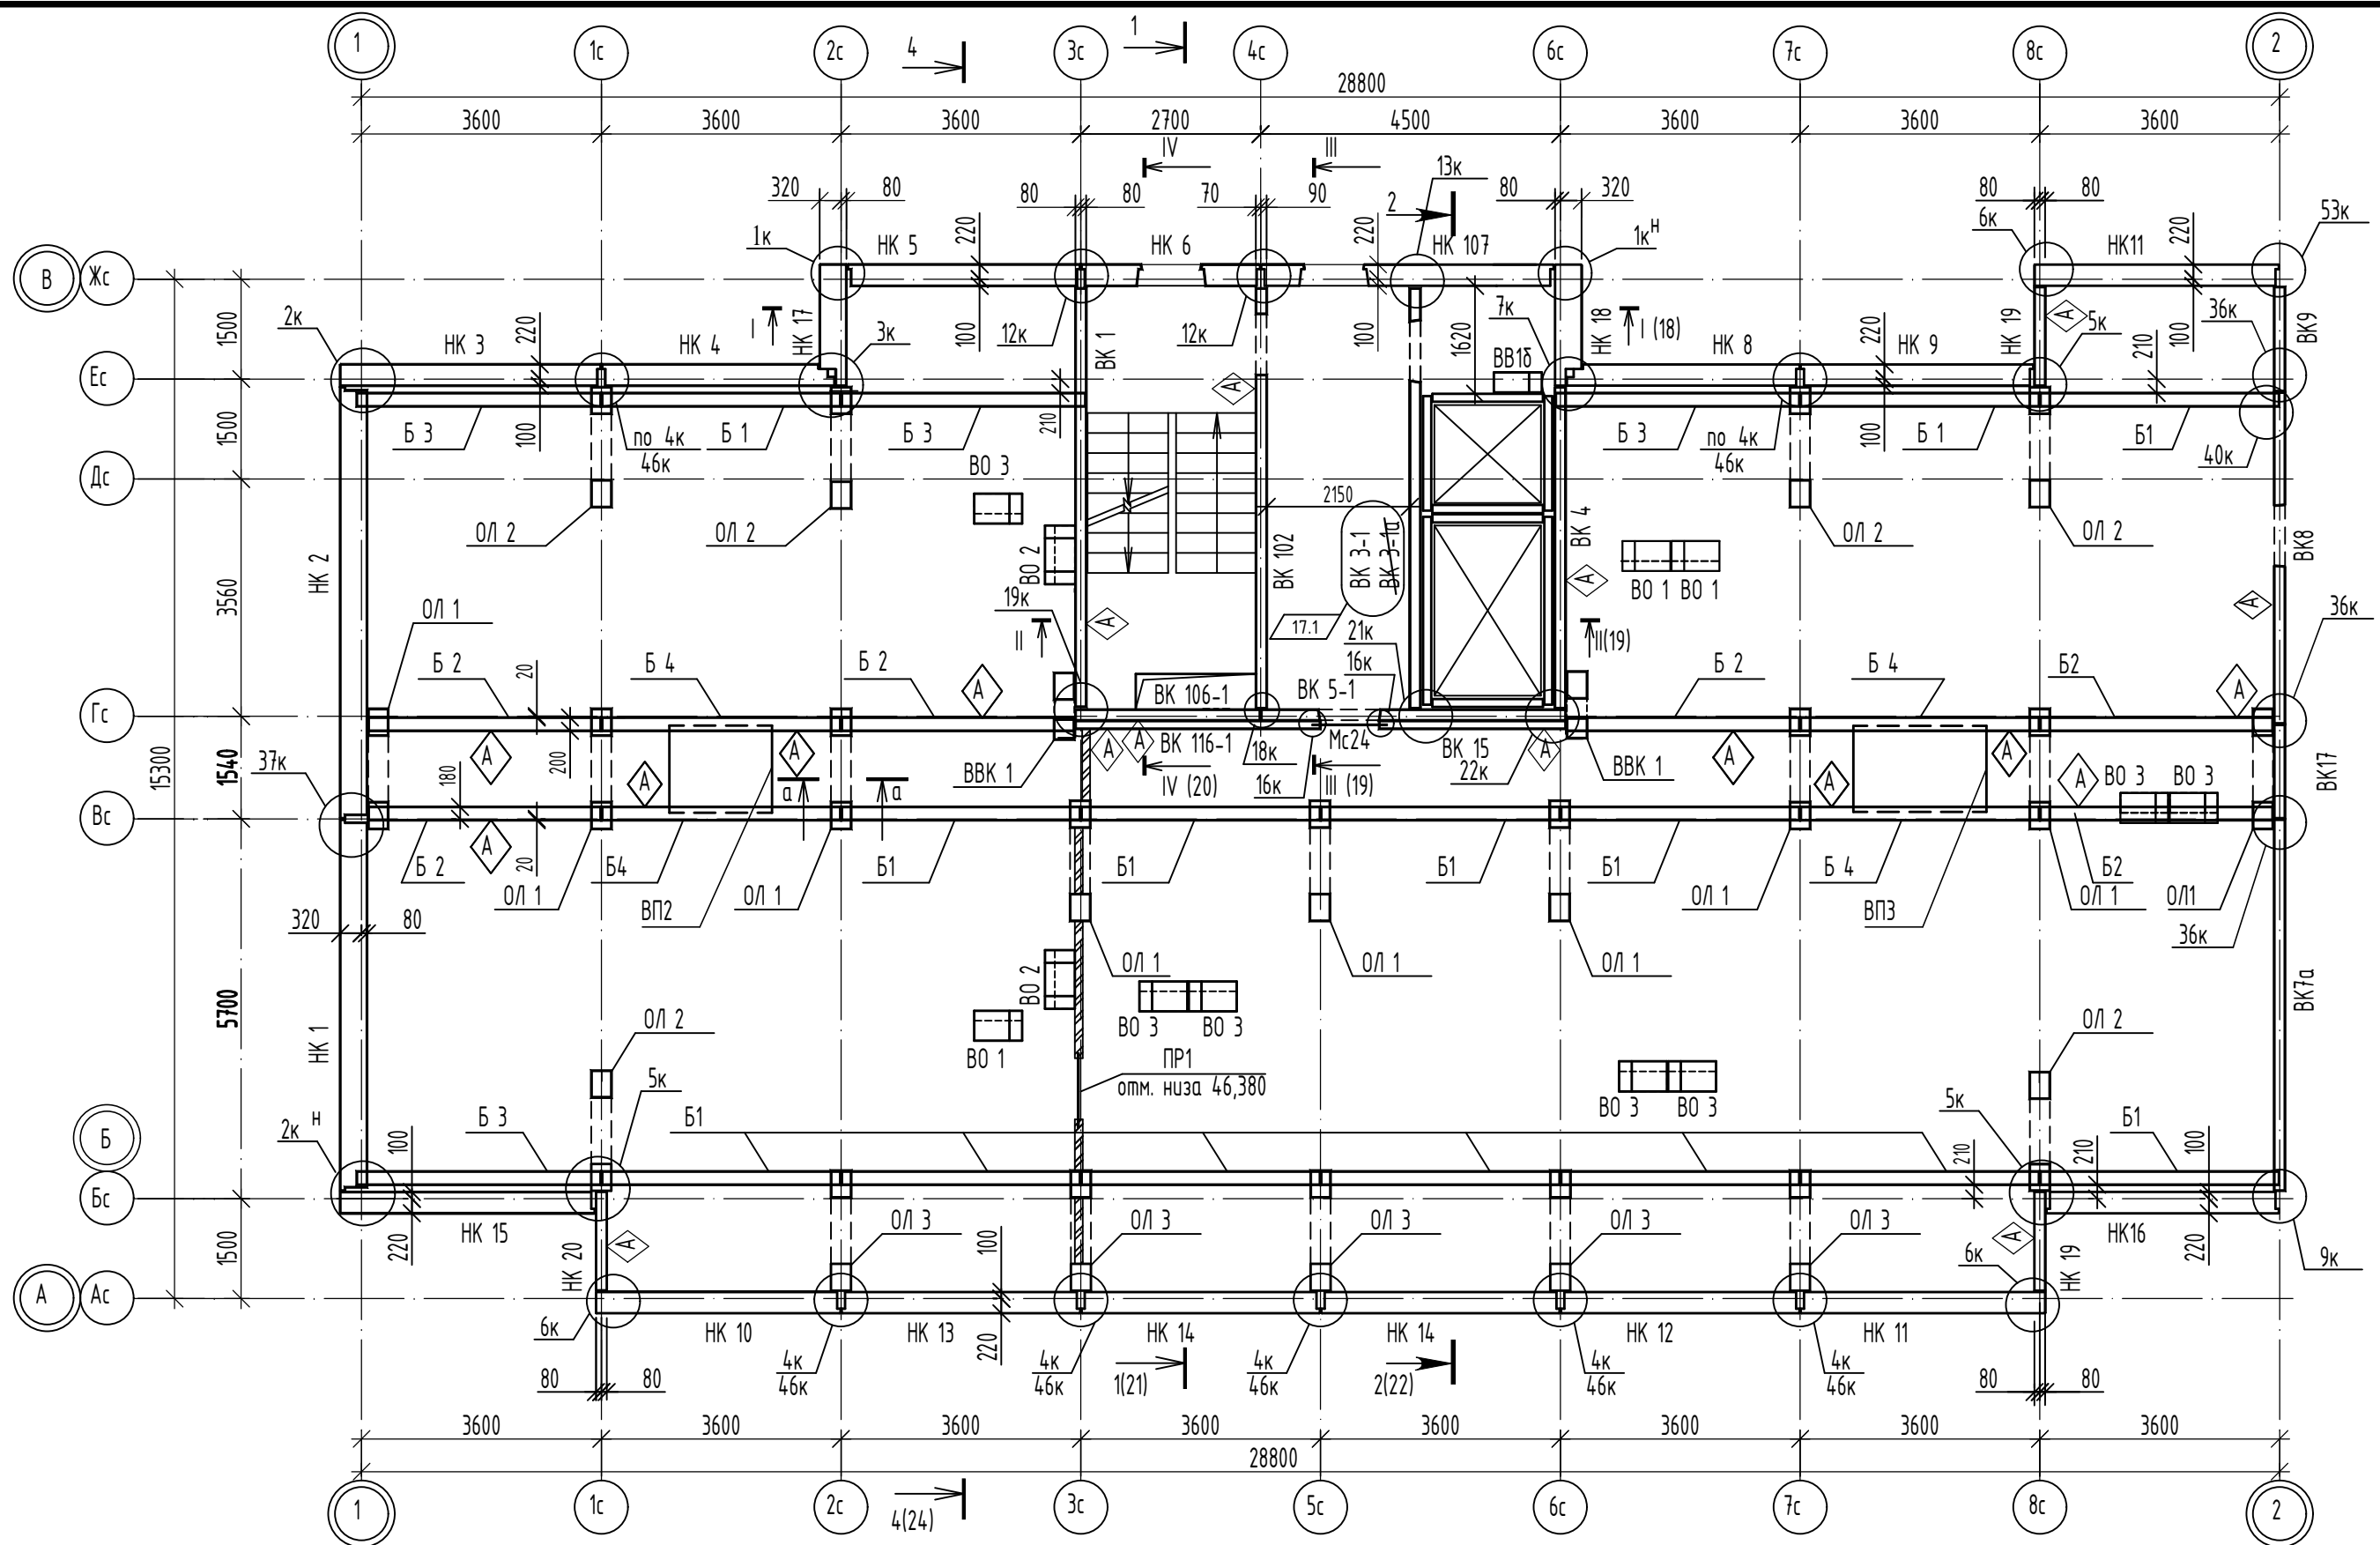 1
1с
2с
4
3с
1
4с
6с
7с
8с
2
28800
3600
3600
3600
2700
4500
3600
3600
3600
IV
III
13к
320
80
80
80
70
90
2
80
320
80
80
6к
53к
1к
НК 5
220
НК 6
220
НК 107
1кᴴ
НК11
220
В
Жс
2к
1500
НК 3
220
НК 4
I
НК 17
3к
100
12к
ВК 1
12к
100
1620
7к
ВВ1δ
НК 18
I (18)
НК 8
220
НК 9
НК 19
А
5к
210
100
36к
ВК9
Ес
1500
Б 3
100
по 4к
46к
Б 1
Б 3
210
А
Б 3
по 4к
46к
100
Б 1
Б1
40к
Дс
ВО 3
ОЛ 2
ОЛ 2
2150
ВК 4
ОЛ 2
ОЛ 2
ВК8
НК 2
3560
ВО 2
ВК 102
ВК 3-1
ВК 3-1а
А
ВО 1
ВО 1
А
ОЛ 1
19к
А
17.1
21к
16к
II
II(19)
36к
Б 2
20
Б 4
Б 2
А
ВК 106-1
ВК 5-1
Б 2
Б 4
Б2
А
Гс
15300
1540
37к
180
А
200
А
А
а
а
ВВК 1
А
А
ВК 116-1
18к
Мс24
16к
IV (20)
III (19)
ВК 15
22к
А
ВВК 1
А
А
А
А
ВО 3
ВО 3
ВК17
Вс
Б 2
А
20
Б4
Б1
Б1
Б1
Б1
Б 4
Б2
ОЛ 1
ВП2
ОЛ 1
ОЛ 1
ВП3
ОЛ 1
ОЛ1
36к
320
80
5700
НК 1
ОЛ 1
ОЛ 1
ОЛ 1
ВО 2
ВО 1
ВО 3
ВО 3
ОЛ 2
ОЛ 2
ВК7а
ПР1
отм. низа 46,380
5к
ВО 3
ВО 3
5к
Б
2кᴴ
100
Б 3
Б1
210
210
Б1
100
Бс
1500
220
НК 15
НК 20
А
ОЛ 3
100
ОЛ 3
ОЛ 3
ОЛ 3
ОЛ 3
А
6к
НК 19
НК16
220
9к
А
Ас
6к
НК 10
НК 13
220
НК 14
НК 14
НК 12
НК 11
4к
46к
4к
46к
1(21)
4к
46к
2(22)
4к
46к
4к
46к
80
80
80
80
3600
3600
3600
3600
3600
3600
3600
3600
28800
1
1с
2с
4(24)
3с
5с
6с
7с
8с
2